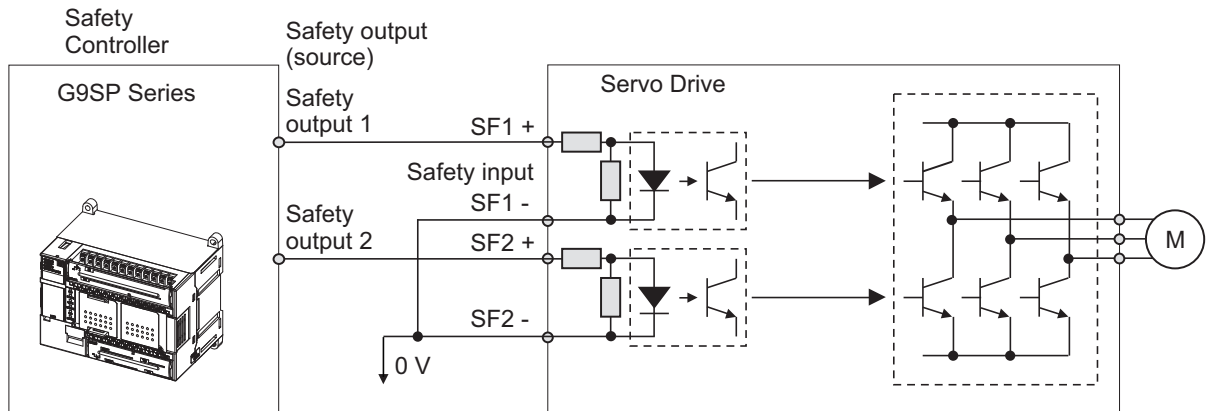 Safety
Controller
G9SP Series
Safety output
(source)
Safety
output 1
Safety
output 2
SF1 +
Safety input
SF1 -
SF2 +
SF2 -
0 V
Servo Drive
M